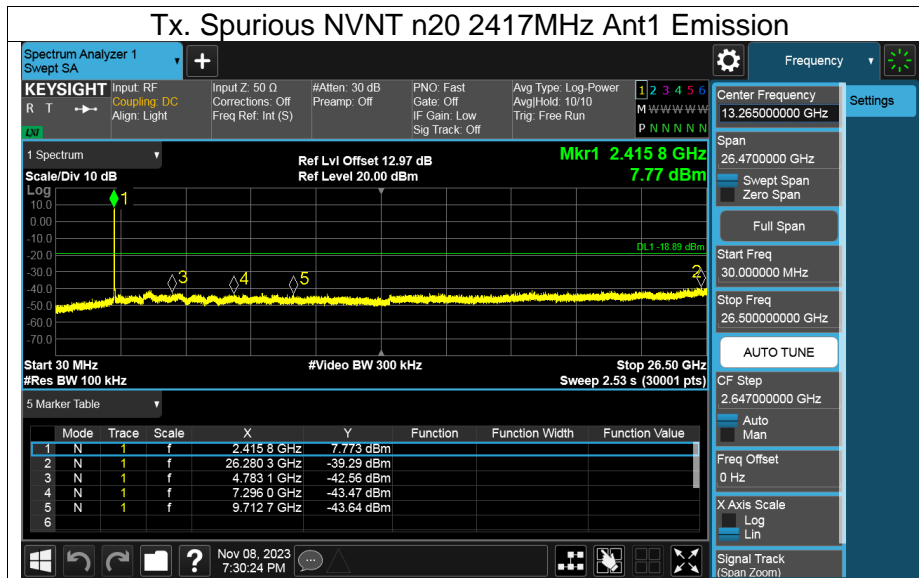 Tx. Spurious NVNT n20 2417MHz Ant1 Emission
Spectrum Analyzer 1
Swept SA
+
Frequency
KEYSIGHT Input: RF Input Z: 50 Ω #Atten: 30 dB PNO: Fast Avg Type: Log-Power 1 2 3 4 5 6
R T Coupling: DC Corrections: Off Preamp: Off Gate: Off Avg|Hold: 10/10 M W W W W W
Align: Light Freq Ref: Int (S) IF Gain: Low Trig: Free Run
LXI Sig Track: Off P N N N N N
1 Spectrum Ref Lvl Offset 12.97 dB Mkr1 2.415 8 GHz
Scale/Div 10 dB Ref Level 20.00 dBm 7.77 dBm
Log
10.0
0.00
-10.0
-20.0
-30.0
-40.0
-50.0
-60.0
-70.0
1
DL1 -18.89 dBm
3 4 5 2
Start 30 MHz #Video BW 300 kHz Stop 26.50 GHz
#Res BW 100 kHz Sweep 2.53 s (30001 pts)
5 Marker Table
Mode Trace Scale X Y Function Function Width Function Value
1 N 1 f 2.415 8 GHz 7.773 dBm
2 N 1 f 26.280 3 GHz -39.29 dBm
3 N 1 f 4.783 1 GHz -42.56 dBm
4 N 1 f 7.296 0 GHz -43.47 dBm
5 N 1 f 9.712 7 GHz -43.64 dBm
6
Nov 08, 2023
7:30:24 PM
?
Center Frequency
13.265000000 GHz
Settings
Span
26.4700000 GHz
Swept Span
Zero Span
Full Span
Start Freq
30.000000 MHz
Stop Freq
26.500000000 GHz
AUTO TUNE
CF Step
2.647000000 GHz
Auto
Man
Freq Offset
0 Hz
X Axis Scale
Log
Lin
Signal Track
(Span Zoom)